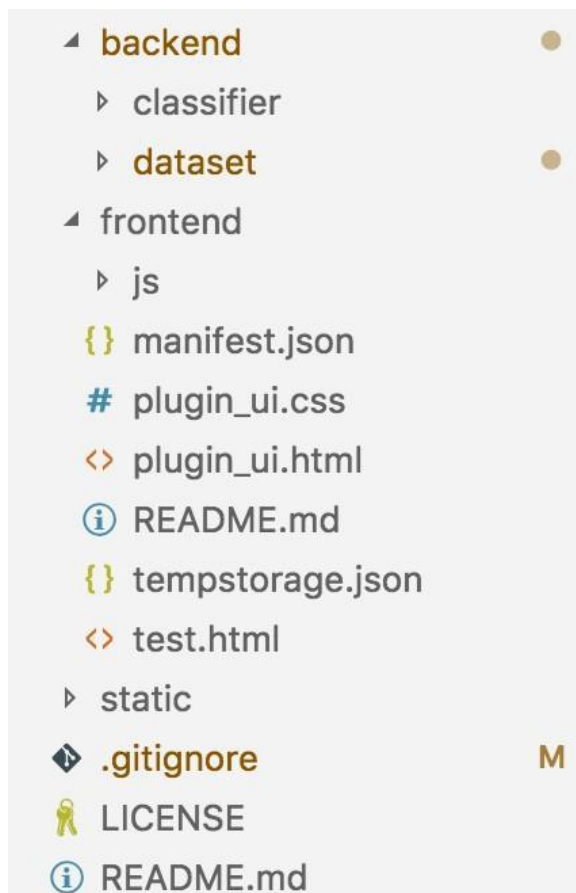 backend
classifier
dataset
frontend
js
{} manifest.json
# plugin_ui.css
<> plugin_ui.html
README.md
{} tempstorage.json
<> test.html
static
.gitignore M
LICENSE
README.md